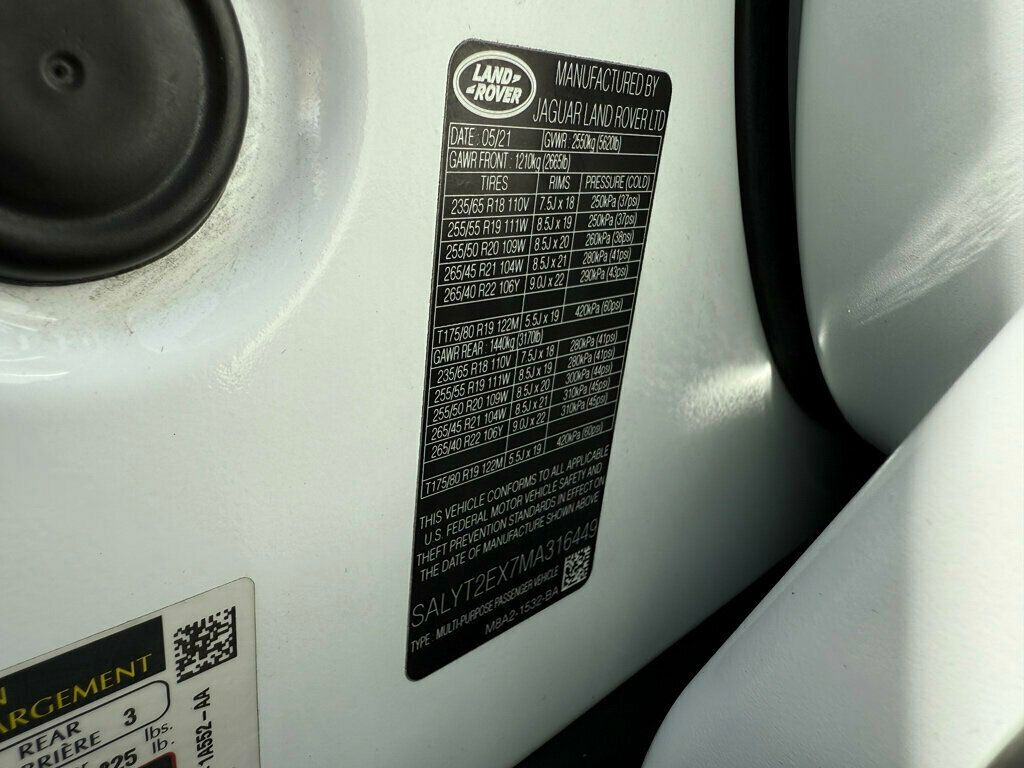 LAND ROVER
MANUFACTURED BY
JAGUAR LAND ROVER LTD
DATE : 05/21 GVWR : 2550kg (5620lb)
GAWR FRONT : 1210kg (2665lb)
TIRES RIMS PRESSURE (COLD)
235/65 R18 110V 7.5J x 18 250kPa (37psi)
255/55 R19 111W 8.5J x 19 250kPa (37psi)
255/50 R20 109W 8.5J x 20 260kPa (38psi)
265/45 R21 104W 8.5J x 21 280kPa (41psi)
265/40 R22 106Y 9.0J x 22 290kPa (43psi)
T175/80 R19 122M 5.5J x 19 420kPa (60psi)
GAWR REAR : 1440kg (3170lb)
235/65 R18 110V 7.5J x 18 280kPa (41psi)
255/55 R19 111W 8.5J x 19 280kPa (41psi)
255/50 R20 109W 8.5J x 20 300kPa (44psi)
265/45 R21 104W 8.5J x 21 310kPa (45psi)
265/40 R22 106Y 9.0J x 22 310kPa (45psi)
T175/80 R19 122M 5.5J x 19 420kPa (60psi)
THIS VEHICLE CONFORMS TO ALL APPLICABLE
U.S. FEDERAL MOTOR VEHICLE SAFETY AND
THEFT PREVENTION STANDARDS IN EFFECT ON
THE DATE OF MANUFACTURE SHOWN ABOVE
SALYT2EX7MA316449
TYPE : MULTI-PURPOSE PASSENGER VEHICLE
M8A2-1532-BA
N
ARGEMENT
REAR 3
RRIÈRE
825 lbs.
lb.
-1A552-AA